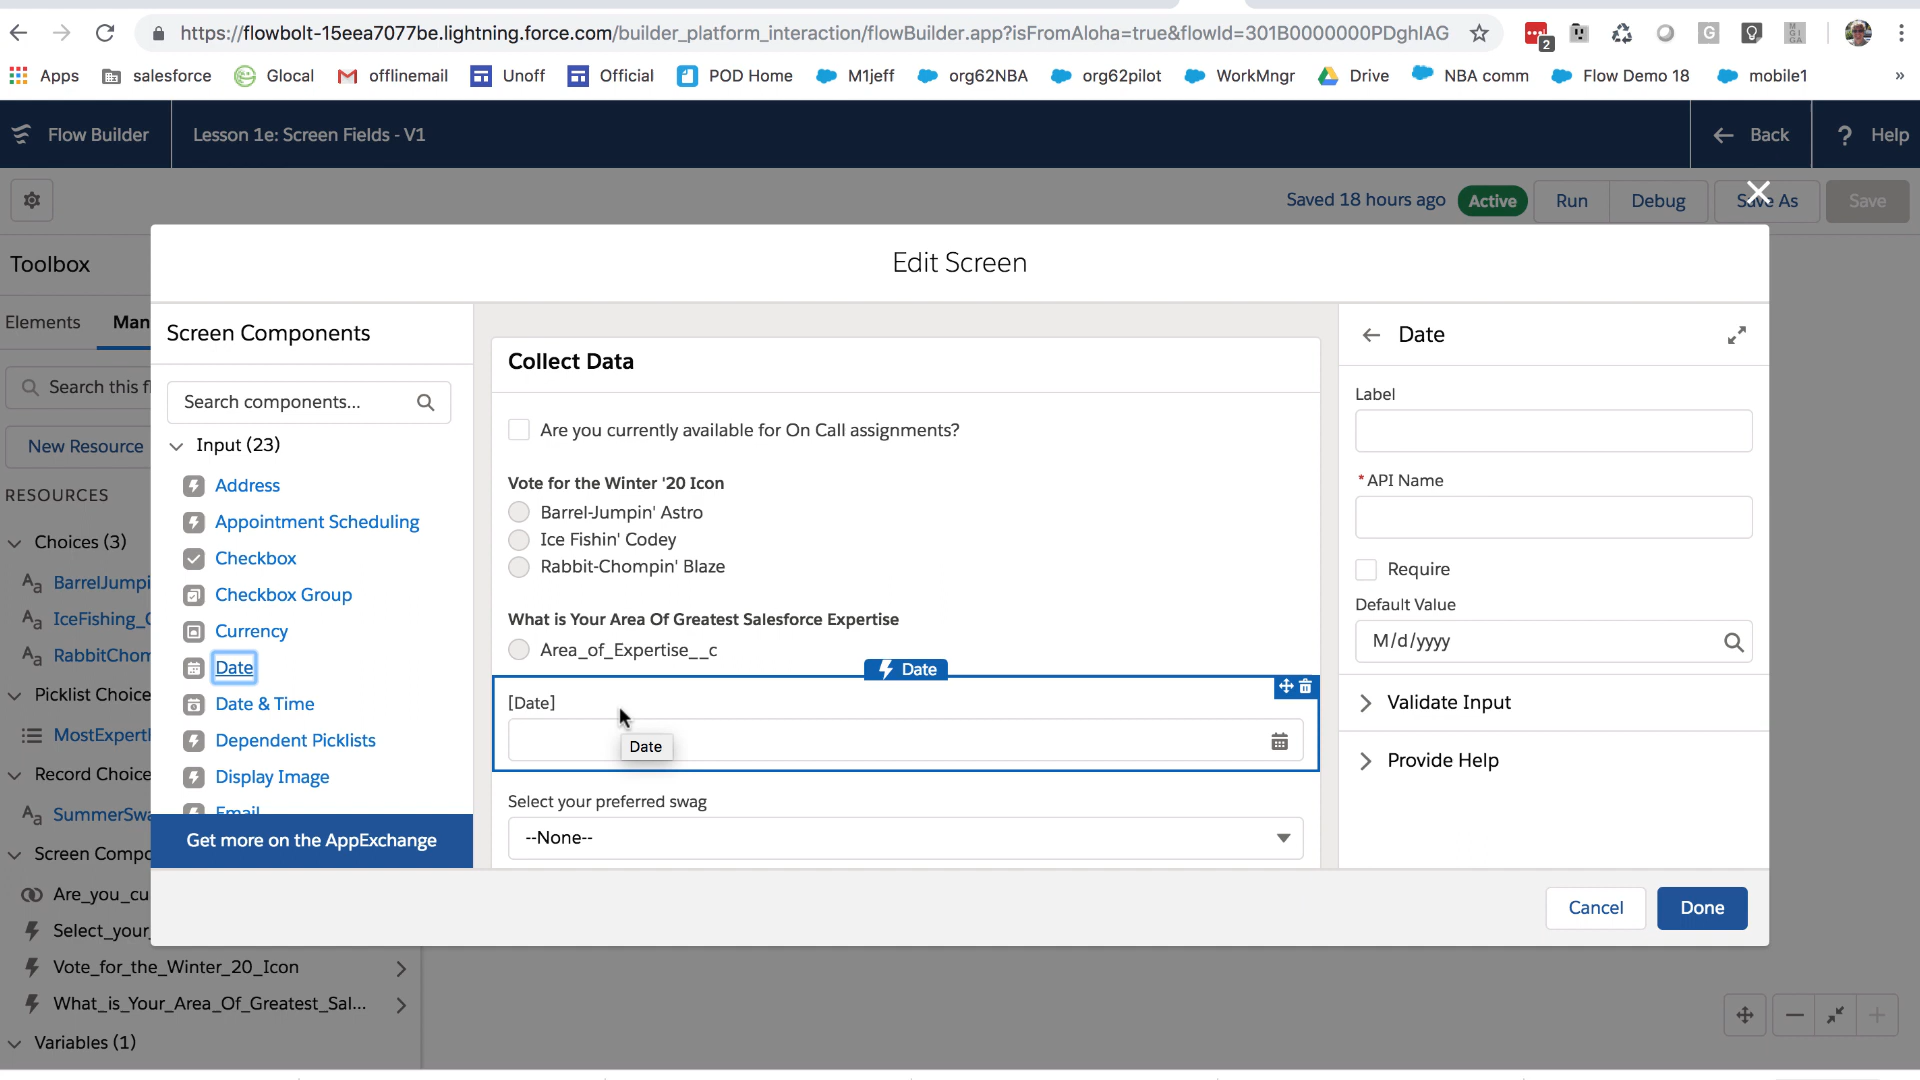 https://flowbolt-15eea7077be.lightning.force.com/builder_platform_interaction/flowBuilder.app?isFromAloha=true&flowId=301B0000000PDghIAG
2
Apps salesforce Glocal offlinemail Unoff Official POD Home M1jeff org62NBA org62pilot WorkMngr Drive NBA comm Flow Demo 18 mobile1 »
Flow Builder Lesson 1e: Screen Fields - V1 Back ? Help
Saved 18 hours ago Active Run Debug Save As Save
Toolbox
Elements Man
Search this f
New Resource
RESOURCES
Choices (3)
BarrelJumpi
IceFishing_
RabbitChom
Picklist Choice
MostExpert
Record Choice
SummerSwa
Screen Compo
Are_you_cu
Select_your_
Vote_for_the_Winter_20_Icon
What_is_Your_Area_Of_Greatest_Sal...
Variables (1)
Edit Screen
Screen Components
Search components...
Input (23)
Address
Appointment Scheduling
Checkbox
Checkbox Group
Currency
Date
Date & Time
Dependent Picklists
Display Image
Email
Get more on the AppExchange
Collect Data
Are you currently available for On Call assignments?
Vote for the Winter '20 Icon
Barrel-Jumpin' Astro
Ice Fishin' Codey
Rabbit-Chompin' Blaze
What is Your Area Of Greatest Salesforce Expertise
Area_of_Expertise__c
Date
[Date]
Date
Select your preferred swag
--None--
Date
Label
*API Name
Require
Default Value
M/d/yyyy
Validate Input
Provide Help
Cancel Done